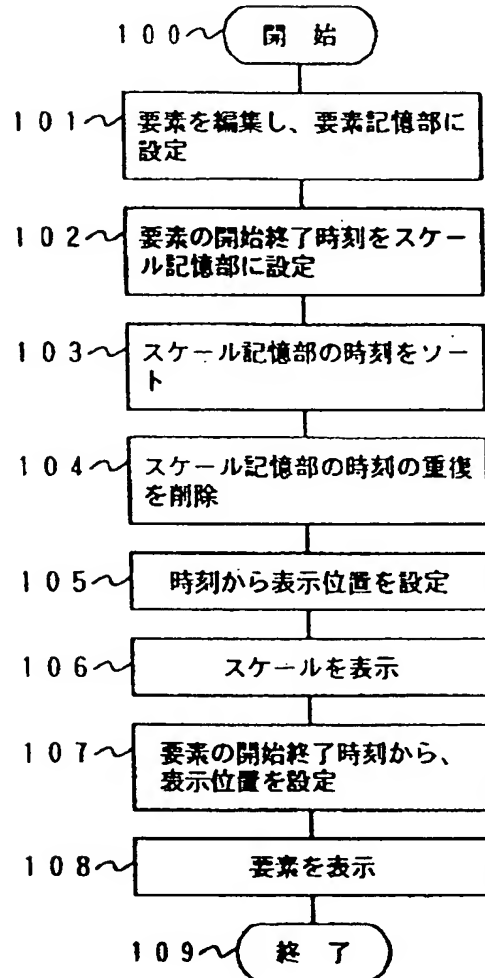 100 開 始
101 要素を編集し、要素記憶部に
設定
102 要素の開始終了時刻をスケー
ル記憶部に設定
103 スケール記憶部の時刻をソー
ト
104 スケール記憶部の時刻の重複
を削除
105 時刻から表示位置を設定
106 スケールを表示
107 要素の開始終了時刻から、
表示位置を設定
108 要素を表示
109 終 了